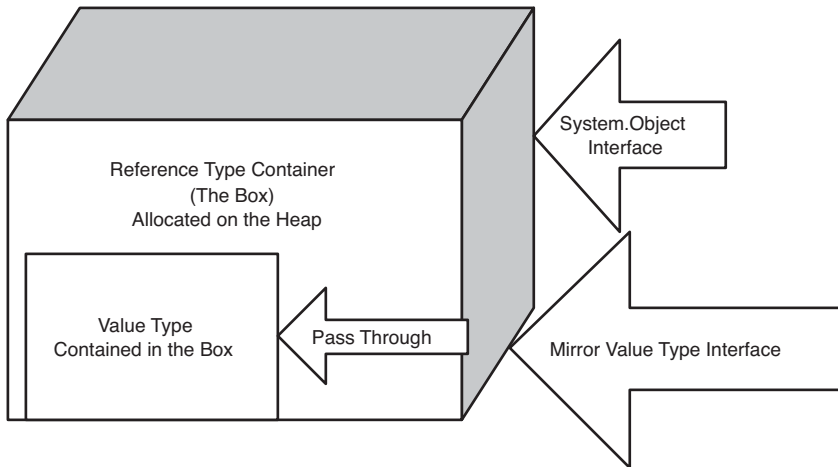 System.Object
Interface
Reference Type Container
(The Box)
Allocated on the Heap
Value Type
Contained in the Box
Pass Through
Mirror Value Type Interface